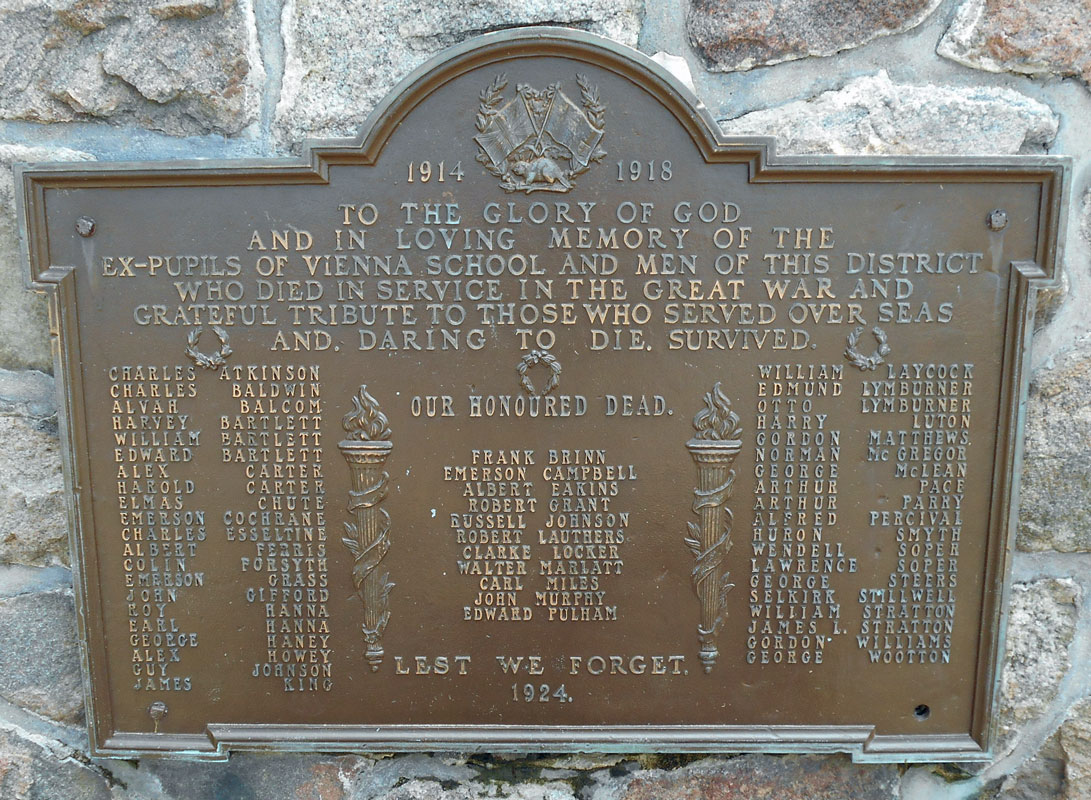 1914 1918
TO THE GLORY OF GOD
AND IN LOVING MEMORY OF THE
EX-PUPILS OF VIENNA SCHOOL AND MEN OF THIS DISTRICT
WHO DIED IN SERVICE IN THE GREAT WAR AND
GRATEFUL TRIBUTE TO THOSE WHO SERVED OVER SEAS
AND. DARING TO DIE. SURVIVED.
CHARLES ATKINSON
CHARLES BALDWIN
ALVAH BALCOM
HARVEY BARTLETT
WILLIAM BARTLETT
EDWARD BARTLETT
ALEX CARTER
HAROLD CARTER
ELMAS CHUTE
EMERSON COCHRANE
CHARLES ESSELTINE
ALBERT FERRIS
COLIN FORSYTH
EMERSON GRASS
JOHN GIFFORD
ROY HANNA
EARL HANNA
GEORGE HANEY
ALEX HOWEY
GUY JOHNSON
JAMES KING
OUR HONOURED DEAD.
FRANK BRINN
EMERSON CAMPBELL
ALBERT EAKINS
ROBERT GRANT
RUSSELL JOHNSON
ROBERT LAUTHERS
CLARKE LOCKER
WALTER MARLATT
CARL MILES
JOHN MURPHY
EDWARD PULHAM
LEST WE FORGET.
1924.
WILLIAM LAYCOCK
EDMUND LYMBURNER
OTTO LYMBURNER
HARRY LUTON
GORDON MATTHEWS.
NORMAN McGREGOR
GEORGE McLEAN
ARTHUR PACE
ARTHUR PARRY
ALFRED PERCIVAL
HURON SMYTH
WENDELL SOPER
LAWRENCE SOPER
GEORGE STEERS
SELKIRK STILLWELL
WILLIAM STRATTON
JAMES L. STRATTON
GORDON WILLIAMS
GEORGE WOOTTON